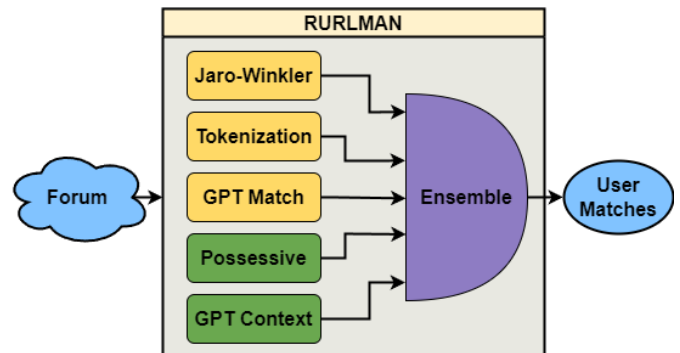 RURLMAN
Jaro-Winkler
Tokenization
GPT Match
Possessive
GPT Context
Forum
Ensemble
User
Matches